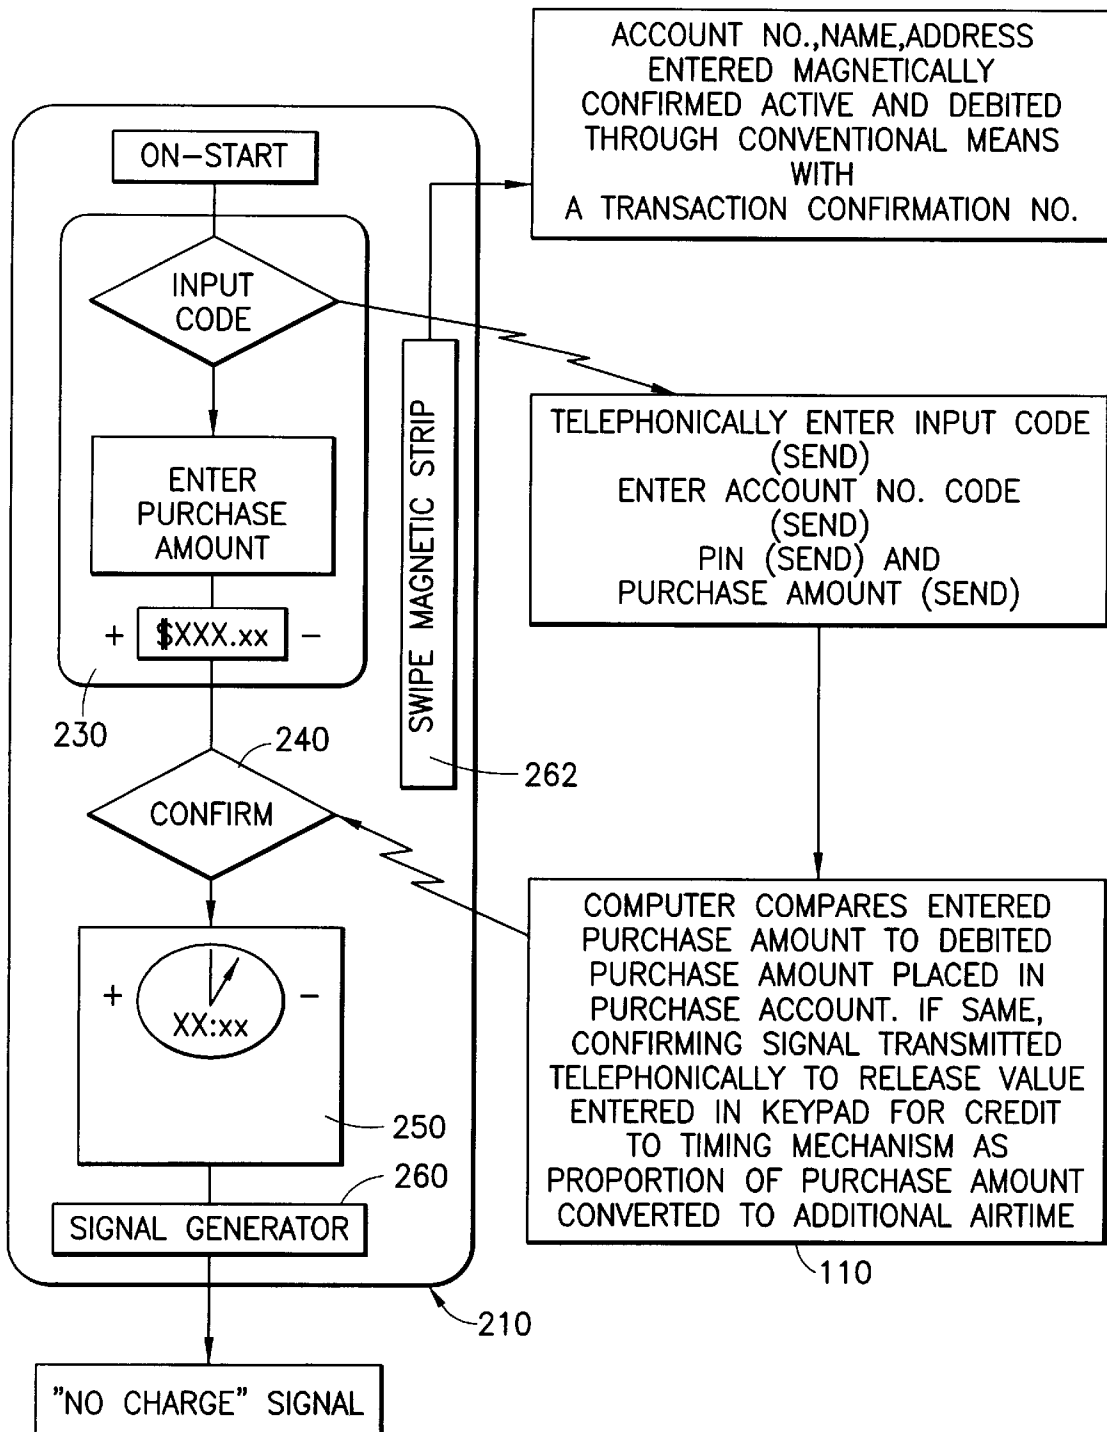 ACCOUNT NO.,NAME,ADDRESS
ENTERED MAGNETICALLY
CONFIRMED ACTIVE AND DEBITED
THROUGH CONVENTIONAL MEANS
WITH
A TRANSACTION CONFIRMATION NO.
ON-START
INPUT
CODE
ENTER
PURCHASE
AMOUNT
+ $XXX.xx -
230
SWIPE MAGNETIC STRIP
262
TELEPHONICALLY ENTER INPUT CODE
(SEND)
ENTER ACCOUNT NO. CODE
(SEND)
PIN (SEND) AND
PURCHASE AMOUNT (SEND)
240
CONFIRM
COMPUTER COMPARES ENTERED
PURCHASE AMOUNT TO DEBITED
PURCHASE AMOUNT PLACED IN
PURCHASE ACCOUNT. IF SAME,
CONFIRMING SIGNAL TRANSMITTED
TELEPHONICALLY TO RELEASE VALUE
ENTERED IN KEYPAD FOR CREDIT
TO TIMING MECHANISM AS
PROPORTION OF PURCHASE AMOUNT
CONVERTED TO ADDITIONAL AIRTIME
110
+ -
XX:xx
250
260
SIGNAL GENERATOR
210
"NO CHARGE" SIGNAL